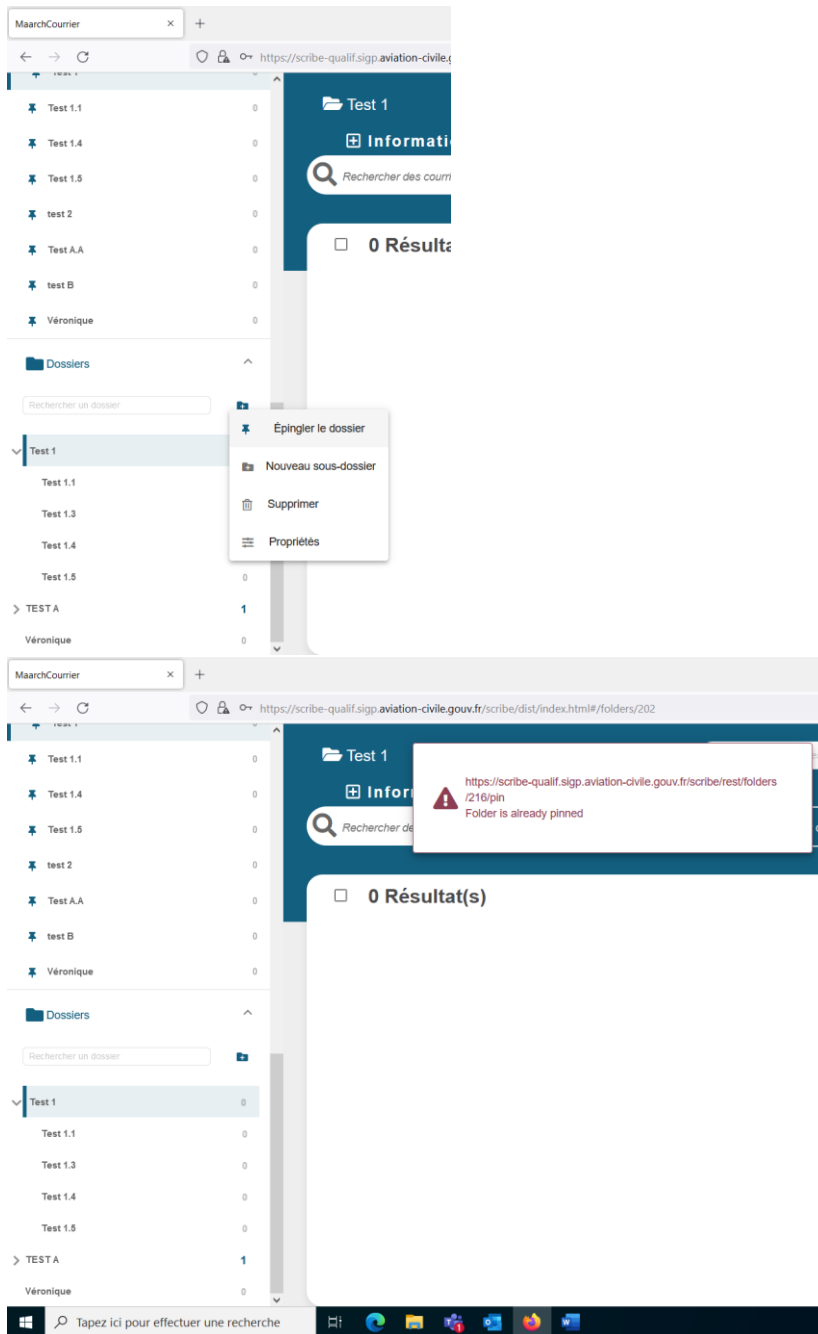 MaarchCourrier × +
https://scribe-qualif.sigp.aviation-civile.g
Test 1 0
Test 1.1 0
Test 1.4 0
Test 1.5 0
test 2 0
Test A.A 0
test B 0
Véronique 0
Test 1
Informati
Rechercher des courri
0 Résulta
Dossiers
Rechercher un dossier
Test 1
Test 1.1
Test 1.3
Test 1.4
Test 1.5 0
TEST A 1
Véronique 0
Épingler le dossier
Nouveau sous-dossier
Supprimer
Propriétés
MaarchCourrier × +
https://scribe-qualif.sigp.aviation-civile.gouv.fr/scribe/dist/index.html#/folders/202
Test 1 0
Test 1.1 0
Test 1.4 0
Test 1.5 0
test 2 0
Test A.A 0
test B 0
Véronique 0
Test 1
Infor
Rechercher de
https://scribe-qualif.sigp.aviation-civile.gouv.fr/scribe/rest/folders
/216/pin
Folder is already pinned
0 Résultat(s)
Dossiers
Rechercher un dossier
Test 1 0
Test 1.1 0
Test 1.3 0
Test 1.4 0
Test 1.5 0
TEST A 1
Véronique 0
Tapez ici pour effectuer une recherche